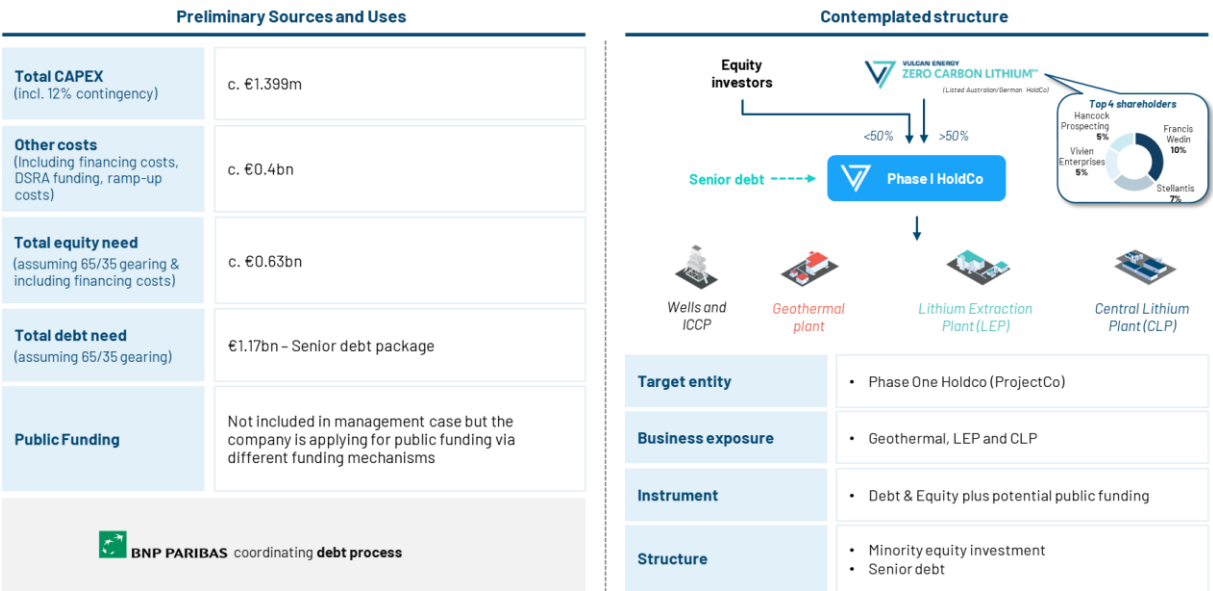 Preliminary Sources and Uses
Total CAPEX
(incl. 12% contingency)
c. €1.399m
Other costs
(Including financing costs,
DSRA funding, ramp-up
costs)
c. €0.4bn
Total equity need
(assuming 65/35 gearing &
including financing costs)
c. €0.63bn
Total debt need
(assuming 65/35 gearing)
€1.17bn – Senior debt package
Public Funding
Not included in management case but the
company is applying for public funding via
different funding mechanisms
BNP PARIBAS coordinating debt process
Contemplated structure
Equity
investors
VULCAN ENERGY
ZERO CARBON LITHIUM™
(Listed Australian/German HoldCo)
Top 4 shareholders
Hancock
Prospecting
5%
Francis
Wedin
10%
Vivien
Enterprises
5%
Stellantis
7%
<50%
>50%
Senior debt
Phase I HoldCo
Wells and
ICCP
Geothermal
plant
Lithium Extraction
Plant (LEP)
Central Lithium
Plant (CLP)
Target entity
• Phase One Holdco (ProjectCo)
Business exposure
• Geothermal, LEP and CLP
Instrument
• Debt & Equity plus potential public funding
Structure
• Minority equity investment
• Senior debt